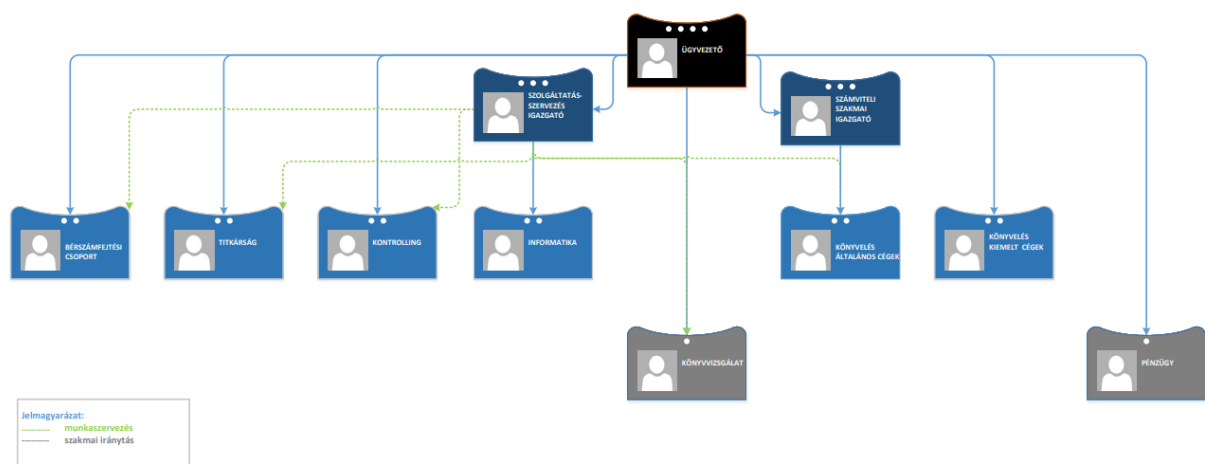 ÜGYVEZETŐ
SZOLGÁLTATÁS-
SZERVEZÉS
IGAZGATÓ
SZÁMVITELI
SZAKMAI
IGAZGATÓ
BÉRSZÁMFEJTÉSI
CSOPORT
TITKÁRSÁG
KONTROLLING
INFORMATIKA
KÖNYVELÉS
ÁLTALÁNOS CÉGEK
KÖNYVELÉS
KIEMELT CÉGEK
KÖNYVVIZSGÁLAT
PÉNZÜGY
Jelmagyarázat:
munkaszervezés
szakmai iránytás